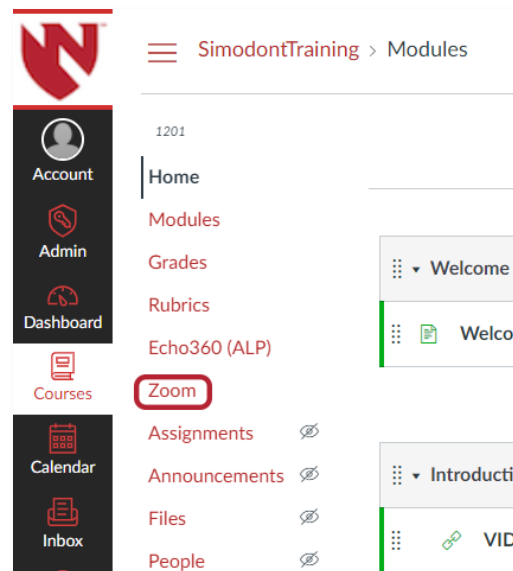 SimodontTraining > Modules
1201
Account
Admin
Dashboard
Courses
Calendar
Inbox
Home
Modules
Grades
Rubrics
Echo360 (ALP)
Zoom
Assignments
Announcements
Files
People
Welcome
Welco
Introducti
VID